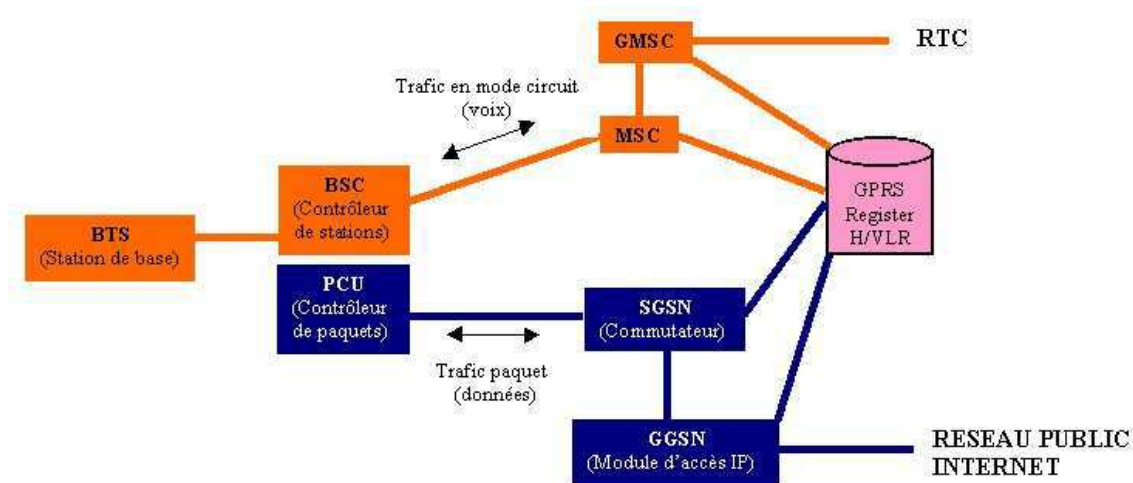 GMSC
RTC
Trafic en mode circuit
(voix)
MSC
BSC
(Contrôleur
de stations)
GPRS
Register
H/VLR
BTS
(Station de base)
PCU
(Contrôleur
de paquets)
SGSN
(Commutateur)
Trafic paquet
(données)
GGSN
(Module d'accès IP)
RESEAU PUBLIC
INTERNET